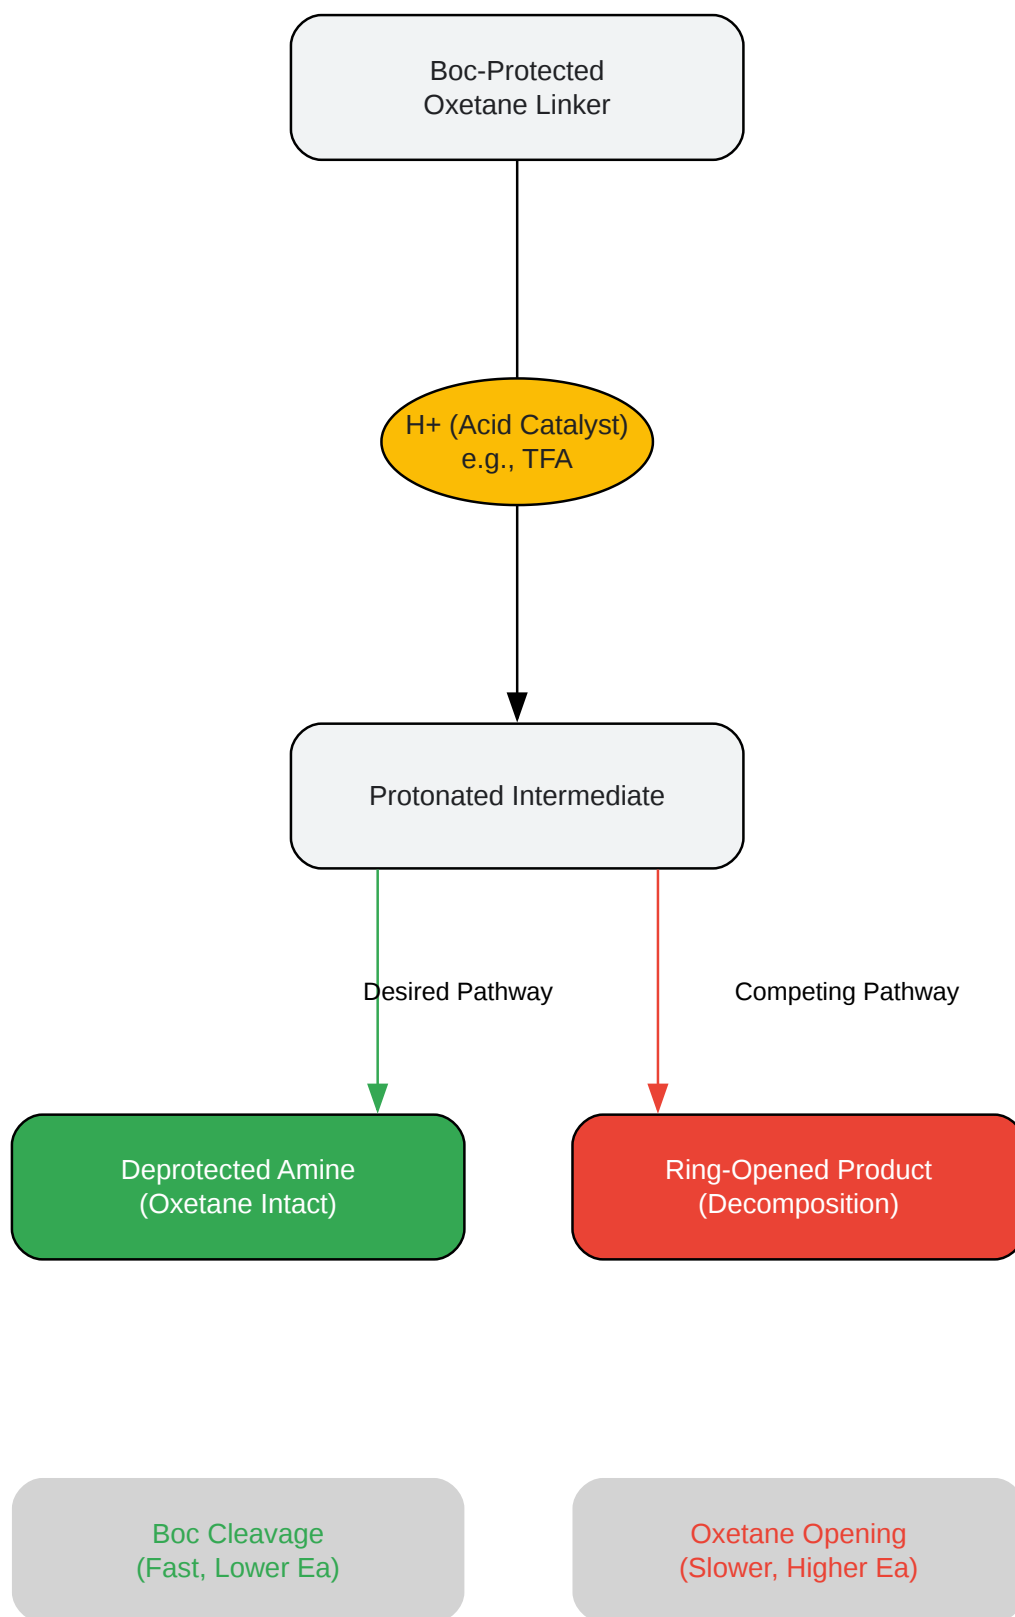 Boc-Protected
Oxetane Linker
H+ (Acid Catalyst)
e.g., TFA
Protonated Intermediate
Desired Pathway
Competing Pathway
Deprotected Amine
(Oxetane Intact)
Ring-Opened Product
(Decomposition)
Boc Cleavage
(Fast, Lower Ea)
Oxetane Opening
(Slower, Higher Ea)